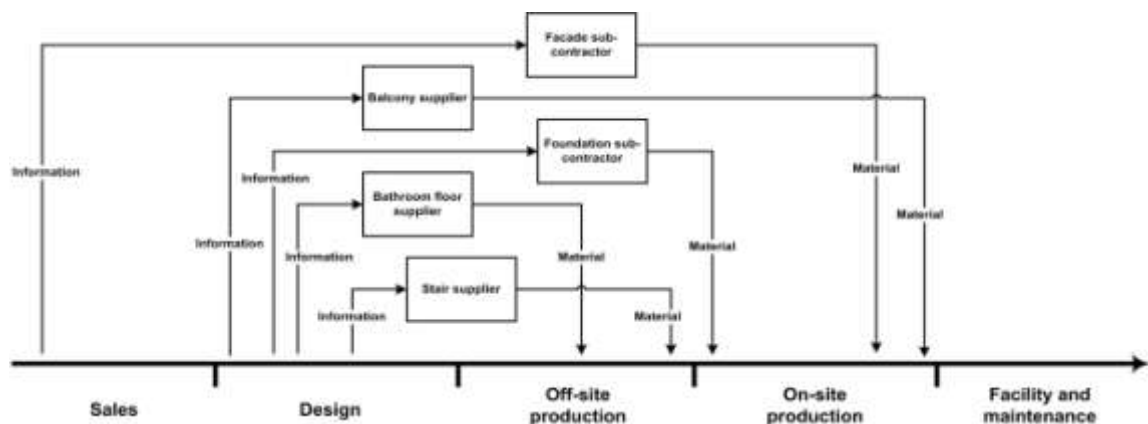 Facade sub-
contractor
Balcony supplier
Foundation sub-
contractor
Information
Information
Material
Bathroom floor
supplier
Material
Information
Information
Material
Material
Stair supplier
Information
Material
Sales
Design
Off-site
production
On-site
production
Facility and
maintenance